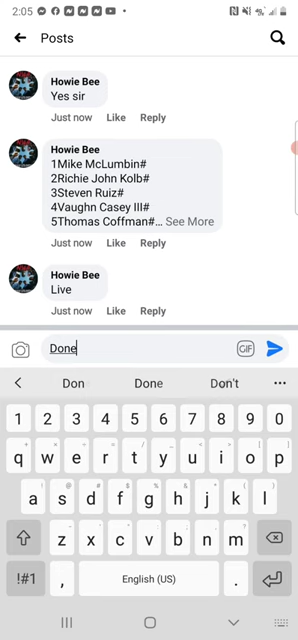 2:05
Posts
Howie Bee
Yes sir
Just now Like Reply
Howie Bee
1Mike McLumbin#
2Richie John Kolb#
3Steven Ruiz#
4Vaughn Casey III#
5Thomas Coffman#... See More
Just now Like Reply
Howie Bee
Live
Just now Like Reply
Done
GIF
Don Done Don't
1 2 3 4 5 6 7 8 9 0
q w e r t y u i o p
a s d f g h j k l
z x c v b n m
!#1 , English (US) .